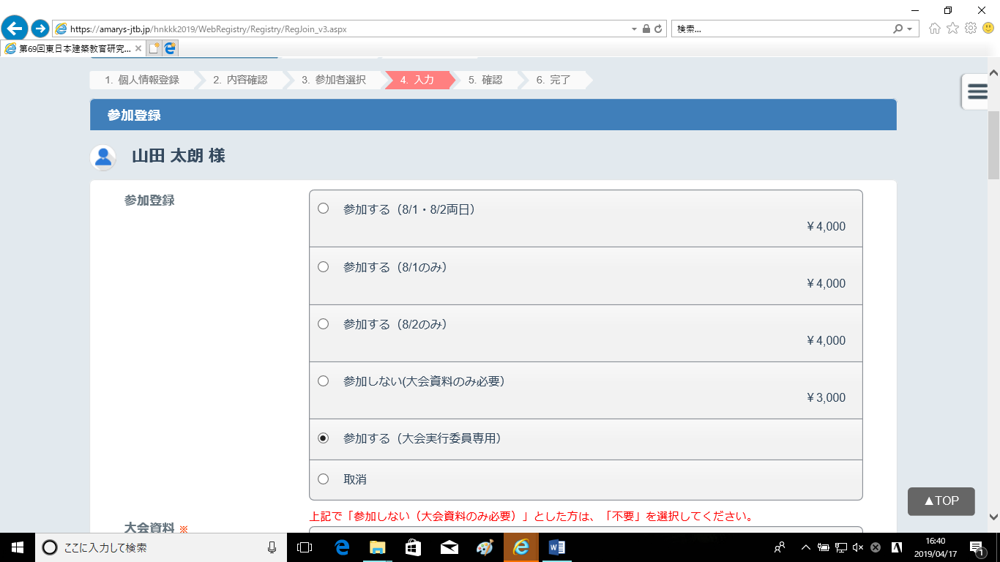 https://amarys-jtb.jp/hnkkk2019/WebRegistry/Registry/RegJoin_v3.aspx
検索...
第69回東日本建築教育研究...
1. 個人情報登録
2. 内容確認
3. 参加者選択
4. 入力
5. 確認
6. 完了
参加登録
山田 太朗 様
参加登録
参加する（8/1・8/2両日）
¥4,000
参加する（8/1のみ）
¥4,000
参加する（8/2のみ）
¥4,000
参加しない(大会資料のみ必要）
¥3,000
参加する（大会実行委員専用）
取消
▲TOP
上記で「参加しない（大会資料のみ必要）」とした方は、「不要」を選択してください。
大会資料 ※
ここに入力して検索
A
16:40
2019/04/17
1